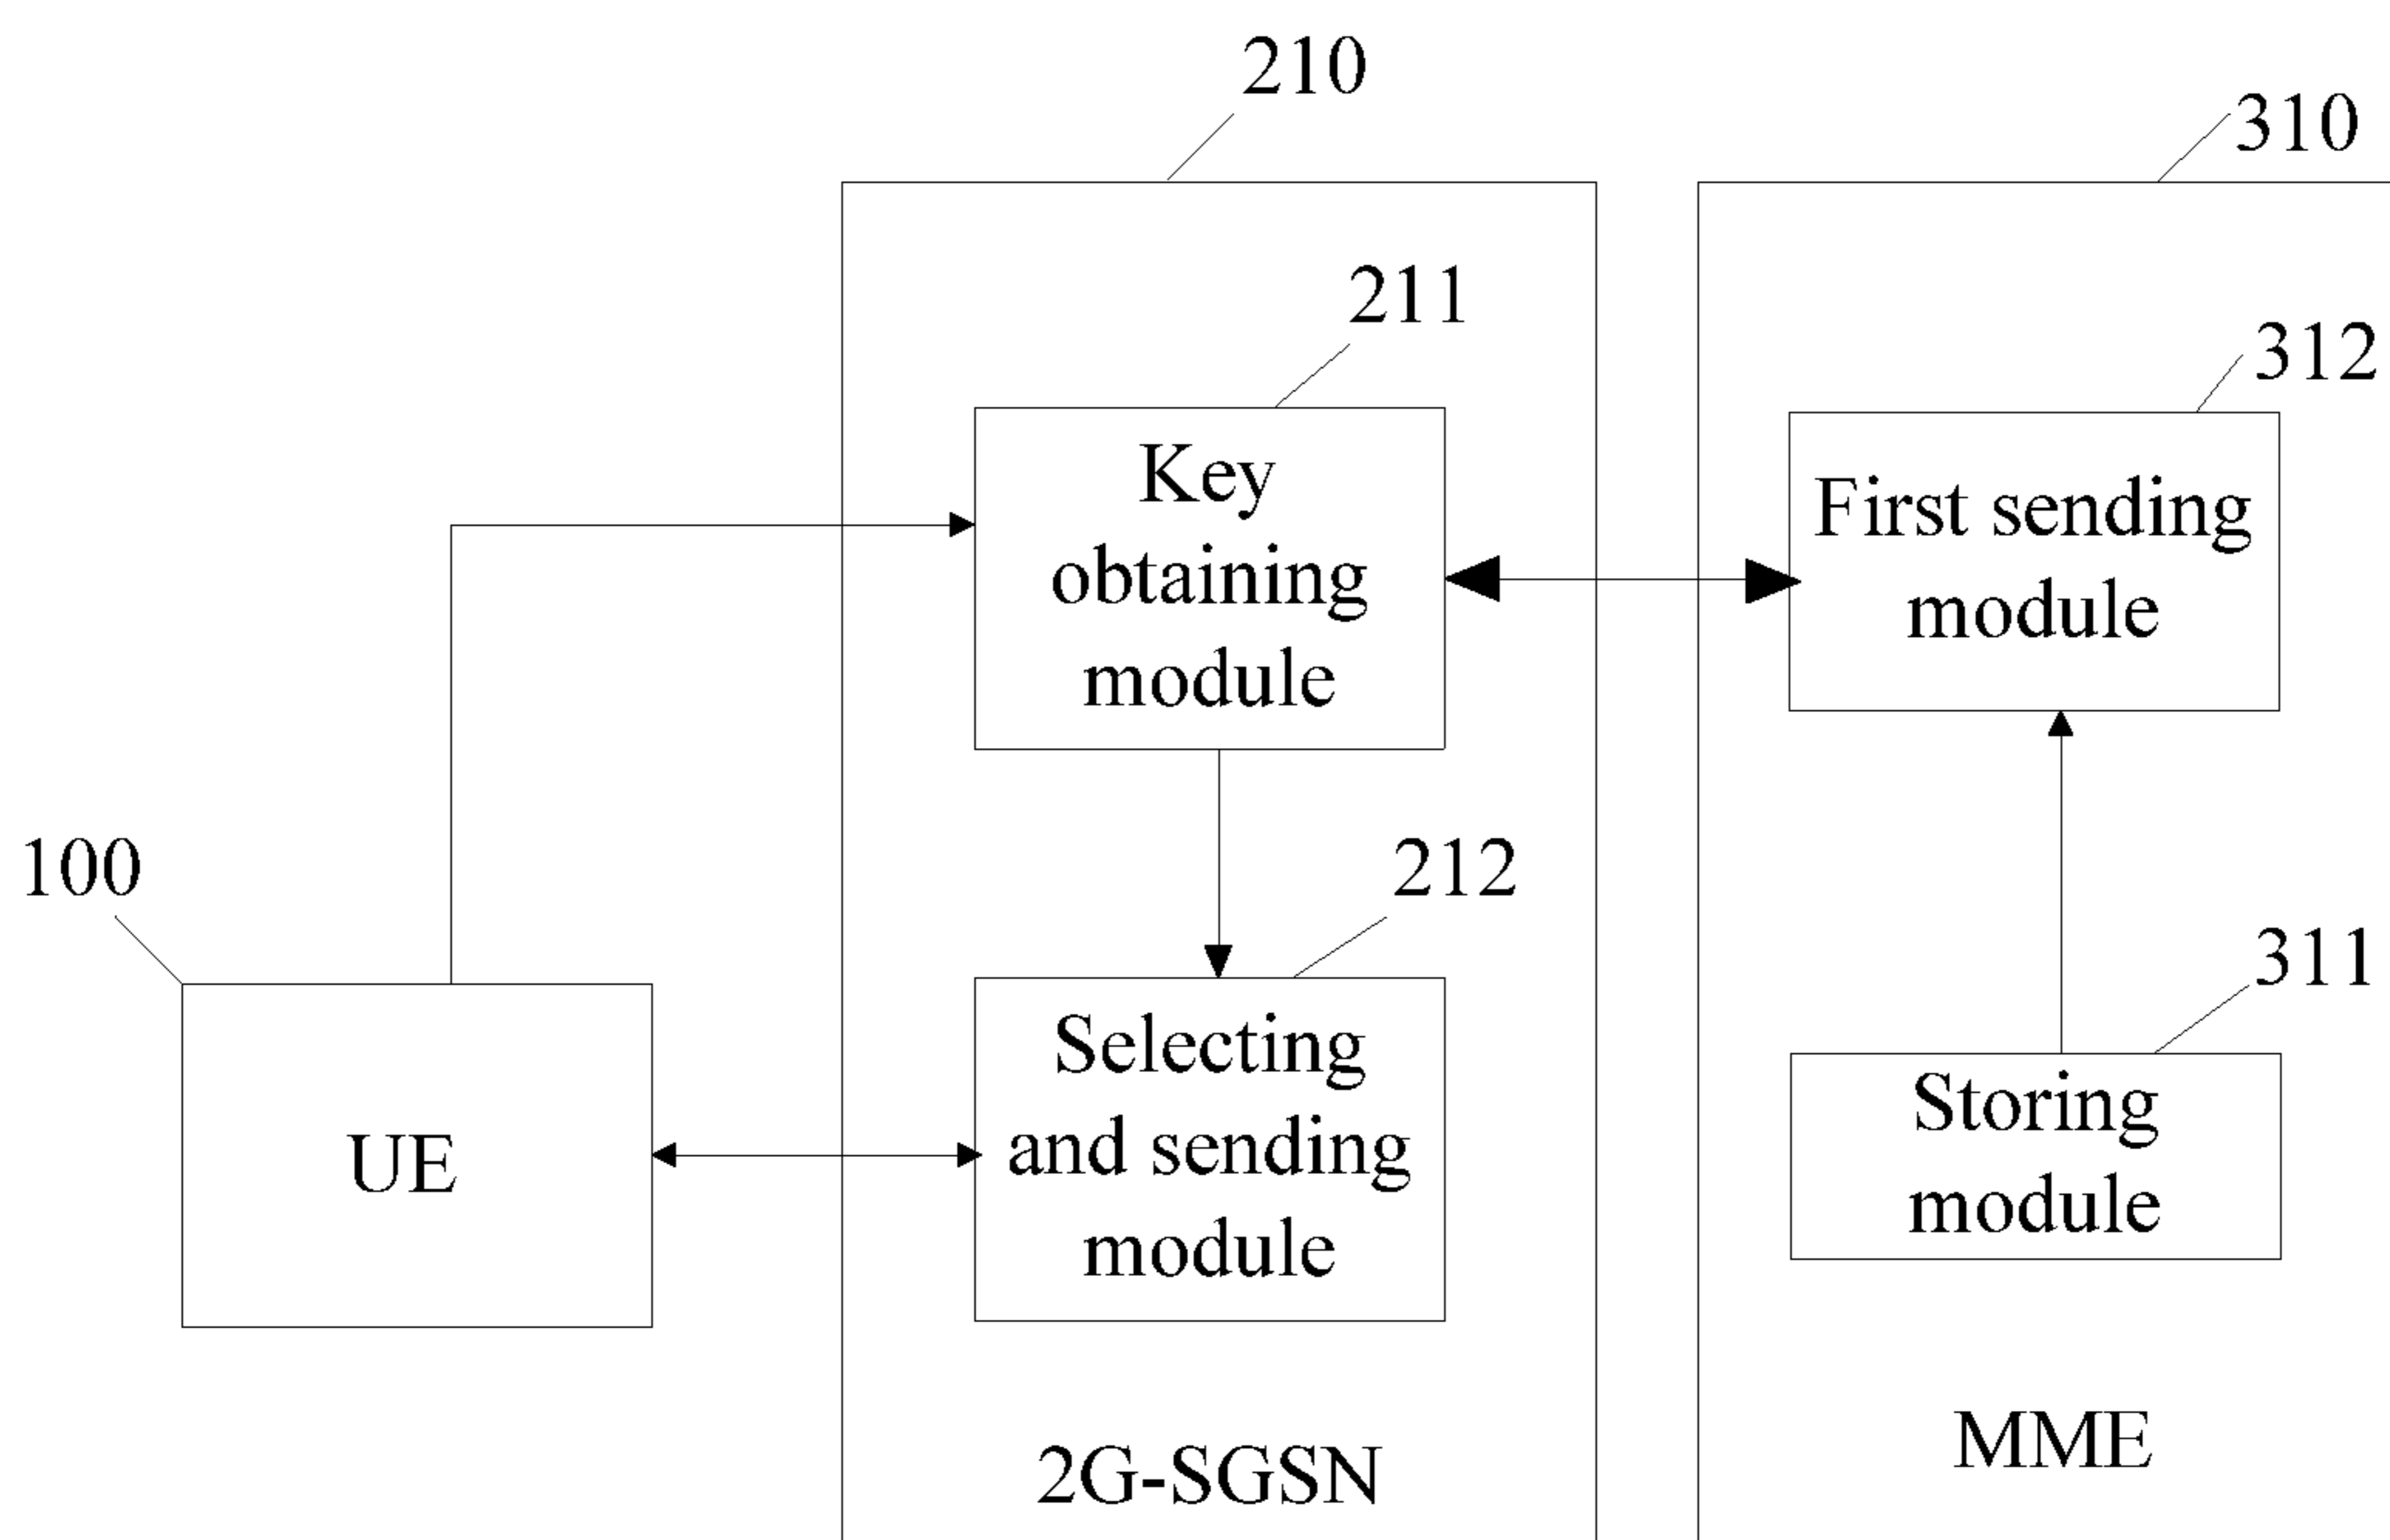 210
310
211
312
Key
obtaining
module
First sending
module
100
212
311
UE
Selecting
and sending
module
Storing
module
2G-SGSN
MME